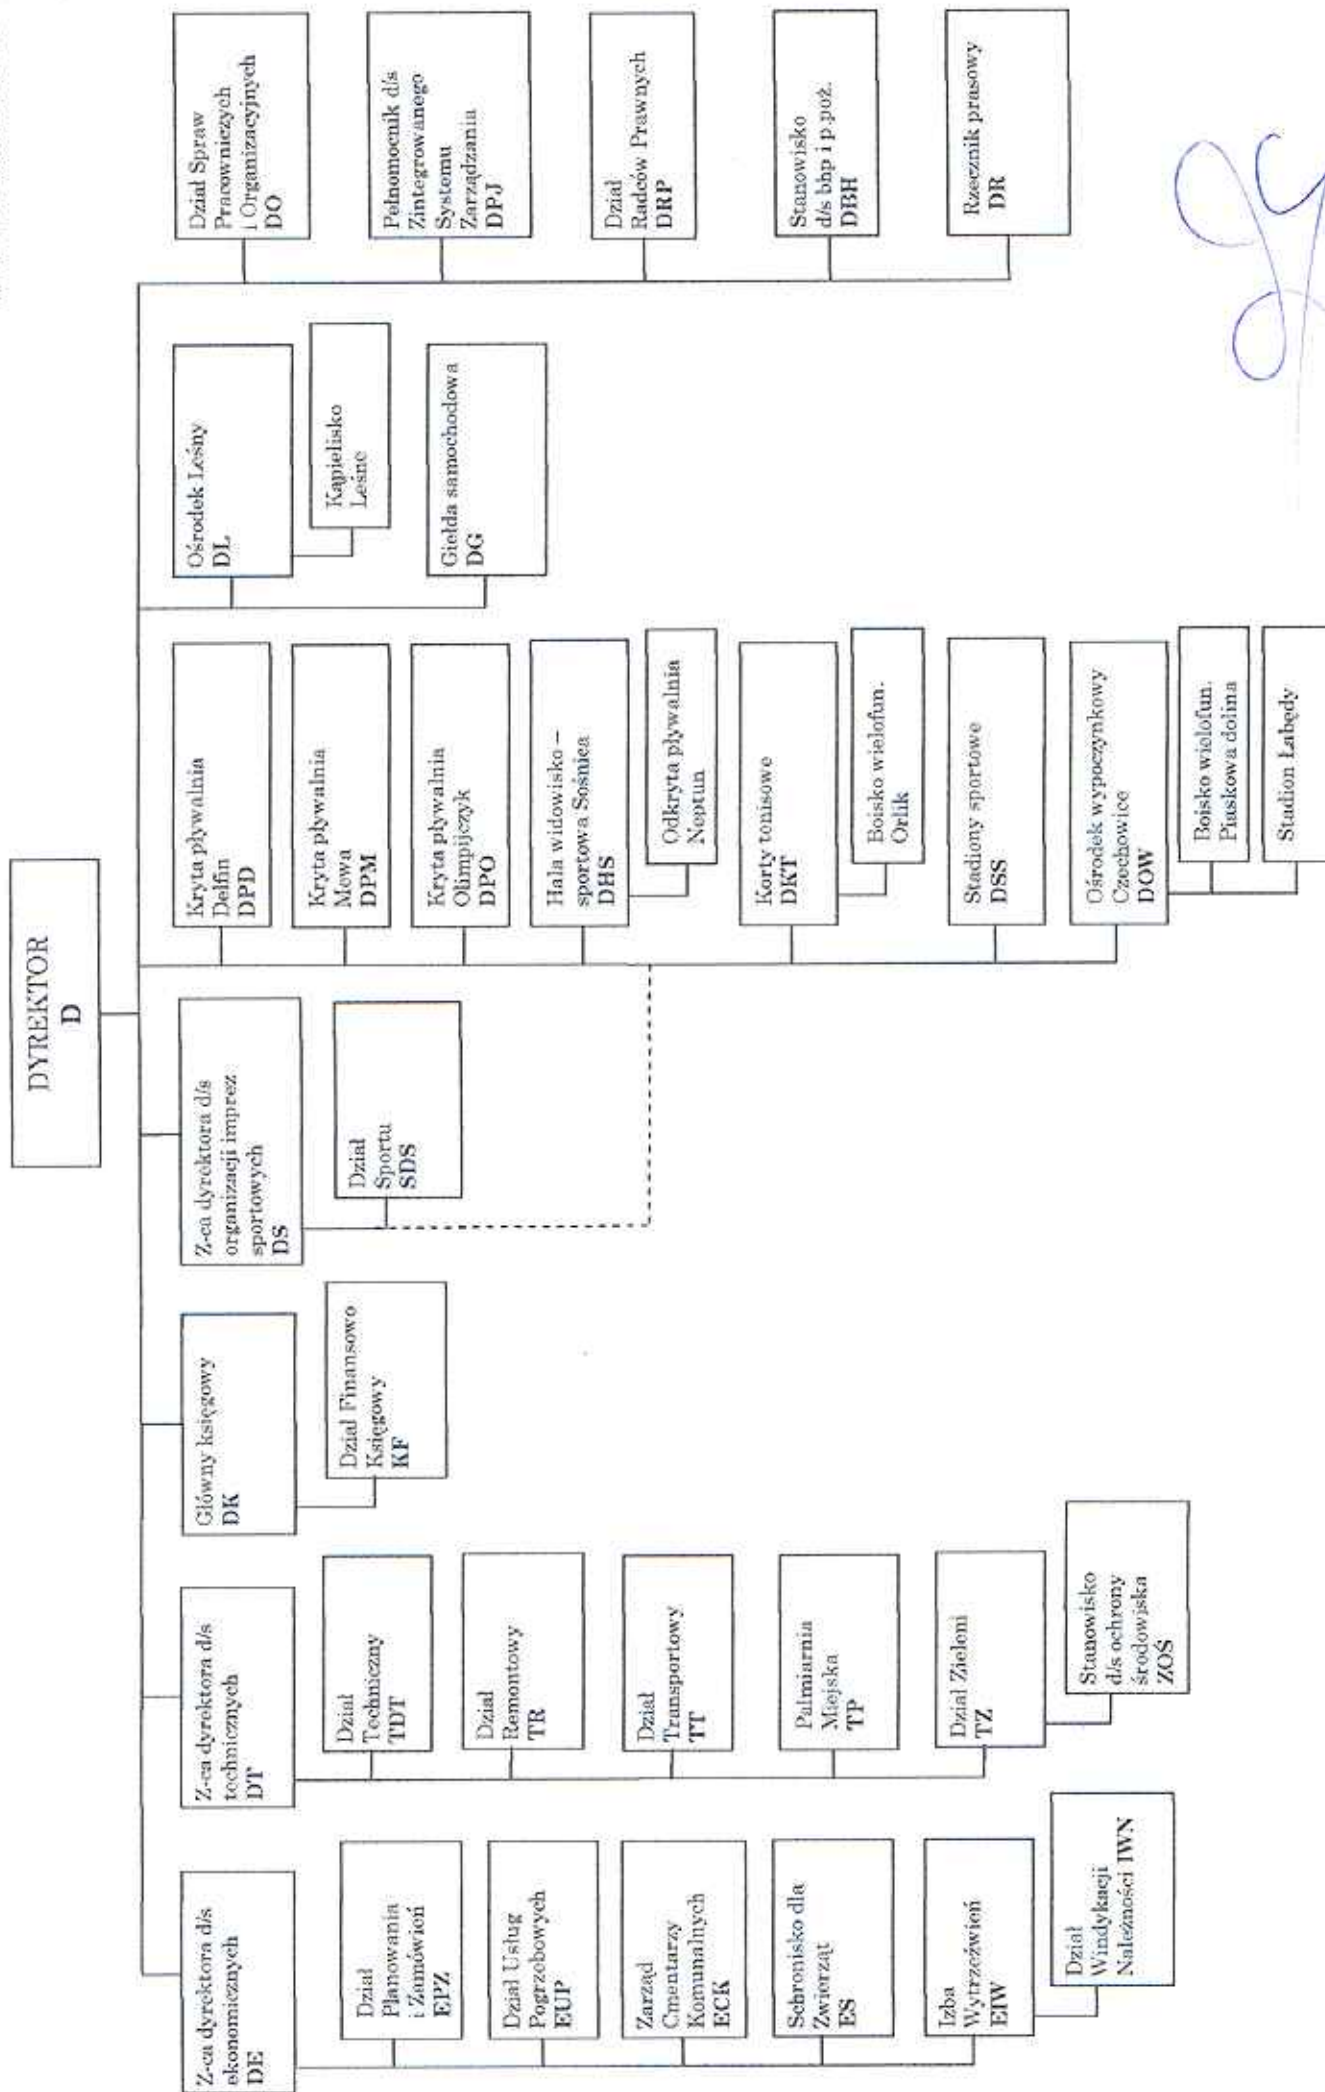 DYREKTOR
D
Z-ca dyrektora d/s
ekonomicznych
DE
Dział
Planowania
i Zamówień
EPZ
Dział Usług
Pogrzebowych
EUP
Zarząd
Cmentarzy
Komunalnych
ECK
Schronisko dla
Zwierząt
ES
Izba
Wytrzeźwień
EIW
Dział
Windykacji
Należności IWN
Z-ca dyrektora d/s
technicznych
DT
Dział
Techniczny
TDT
Dział
Remontowy
TR
Dział
Transportowy
TT
Palmiarnia
Miejska
TP
Dział Zieleni
TZ
Stanowisko
d/s ochrony
środowiska
ZOŚ
Główny księgowy
DK
Dział Finansowo
Księgowy
KF
Z-ca dyrektora d/s
organizacji imprez
sportowych
DS
Dział
Sportu
SDS
Kryta pływalnia
Delfin
DPD
Kryta pływalnia
Mewa
DPM
Kryta pływalnia
Olimpijczyk
DPO
Hala widowisko –
sportowa Sośnica
DHS
Odkryta pływalnia
Neptun
Korty tenisowe
DKT
Boisko wielofun.
Orlik
Stadiony sportowe
DSS
Ośrodek wypoczynkowy
Czechowice
DOW
Boisko wielofun.
Piaskowa dolina
Stadion Łabędy
Ośrodek Leśny
DL
Kąpielisko
Leśne
Giełda samochodowa
DG
Dział Spraw
Pracowniczych
i Organizacyjnych
DO
Pełnomocnik d/s
Zintegrowanego
Systemu
Zarządzania
DPJ
Dział
Radców Prawnych
DRP
Stanowisko
d/s bhp i p.poż.
DBH
Rzecznik prasowy
DR